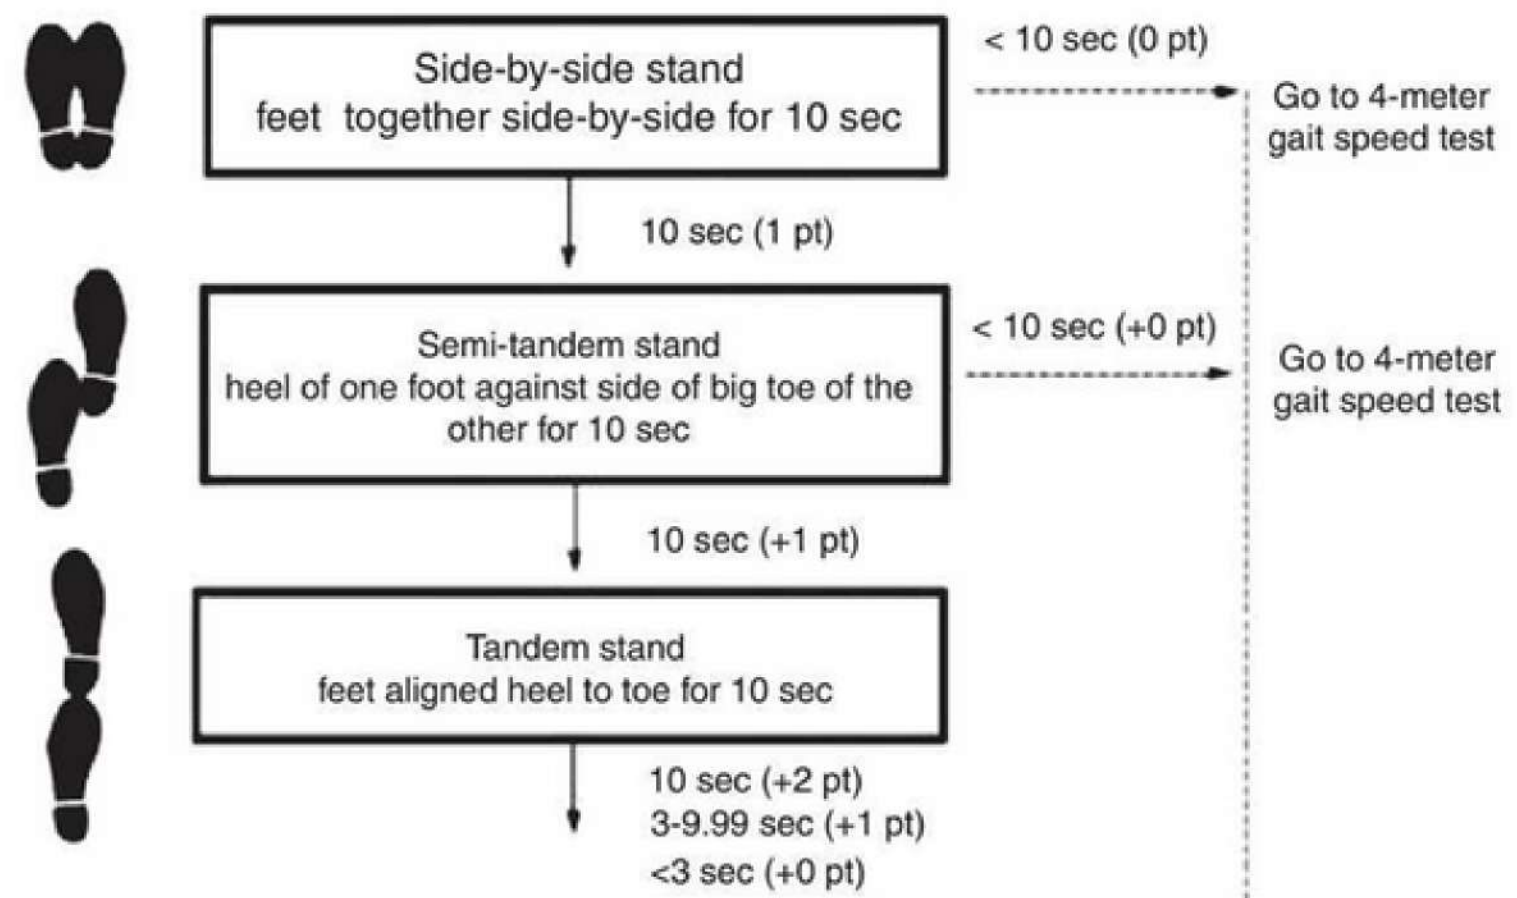 Side-by-side stand
feet together side-by-side for 10 sec
< 10 sec (0 pt)
Go to 4-meter
gait speed test
10 sec (1 pt)
Semi-tandem stand
heel of one foot against side of big toe of the
other for 10 sec
< 10 sec (+0 pt)
Go to 4-meter
gait speed test
10 sec (+1 pt)
Tandem stand
feet aligned heel to toe for 10 sec
10 sec (+2 pt)
3-9.99 sec (+1 pt)
<3 sec (+0 pt)